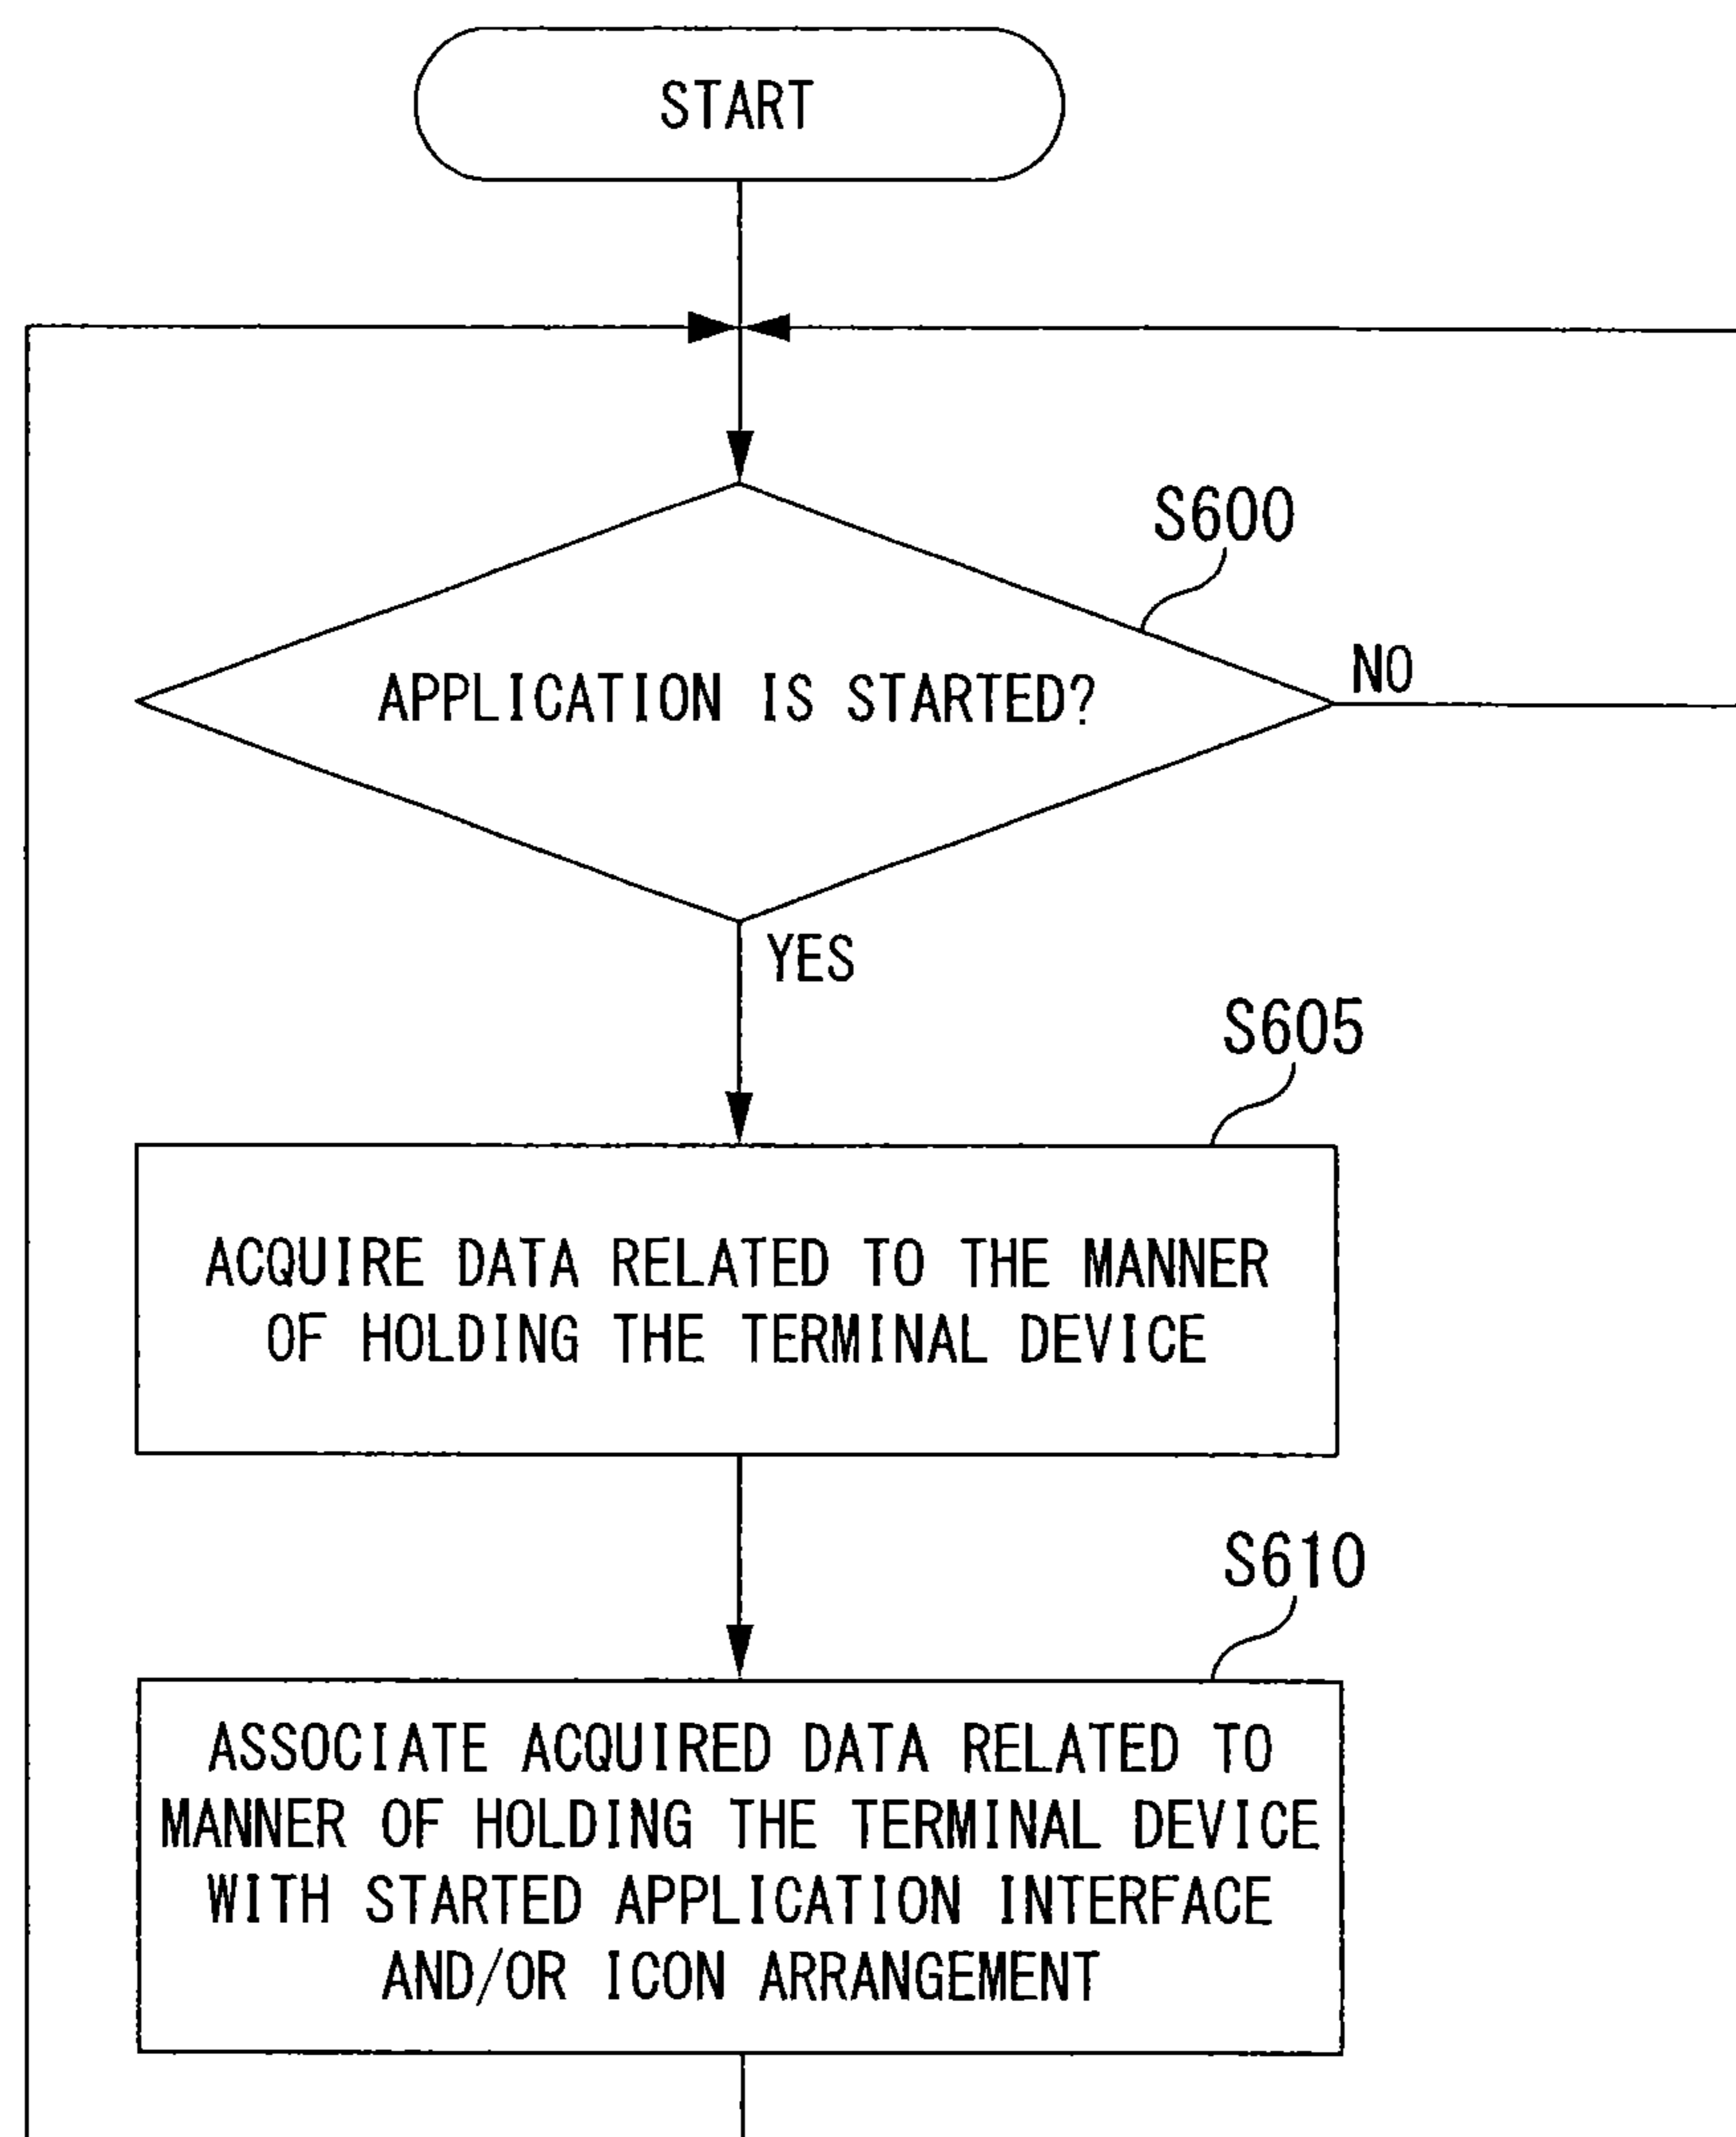 START
S600
APPLICATION IS STARTED?
NO
YES
S605
ACQUIRE DATA RELATED TO THE MANNER
OF HOLDING THE TERMINAL DEVICE
S610
ASSOCIATE ACQUIRED DATA RELATED TO
MANNER OF HOLDING THE TERMINAL DEVICE
WITH STARTED APPLICATION INTERFACE
AND/OR ICON ARRANGEMENT